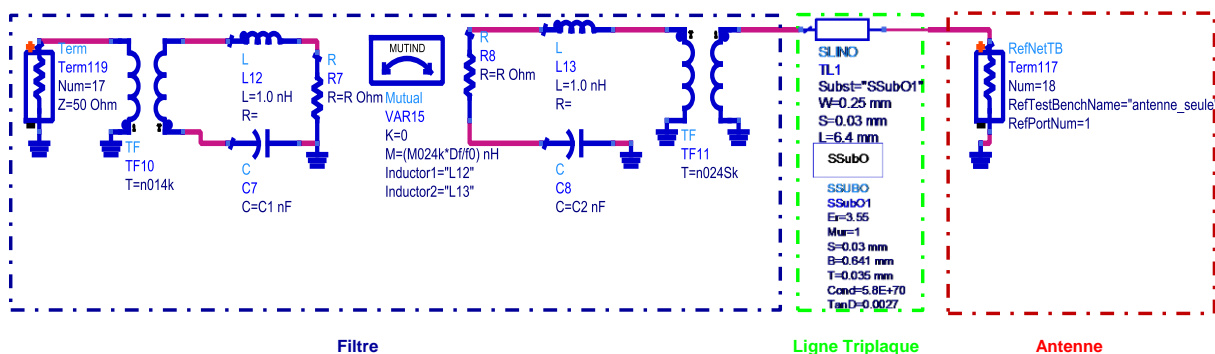 Term
Term119
Num=17
Z=50 Ohm
TF
TF10
T=n014k
L
L12
L=1.0 nH
R=
C
C7
C=C1 nF
R
R7
R=R Ohm
MUTIND
Mutual
VAR15
K=0
M=(M024k*Df/f0) nH
Inductor1="L12"
Inductor2="L13"
R
R8
R=R Ohm
L
L13
L=1.0 nH
R=
C
C8
C=C2 nF
TF
TF11
T=n024Sk
SLINO
TL1
Subst="SSubO1"
W=0.25 mm
S=0.03 mm
L=6.4 mm
SSubO
SSUBO
SSubO1
Er=3.55
Mur=1
S=0.03 mm
B=0.641 mm
T=0.035 mm
Cond=5.8E+70
TanD=0.0027
RefNetTB
Term117
Num=18
RefTestBenchName="antenne_seule
RefPortNum=1
Filtre
Ligne Triplaque
Antenne